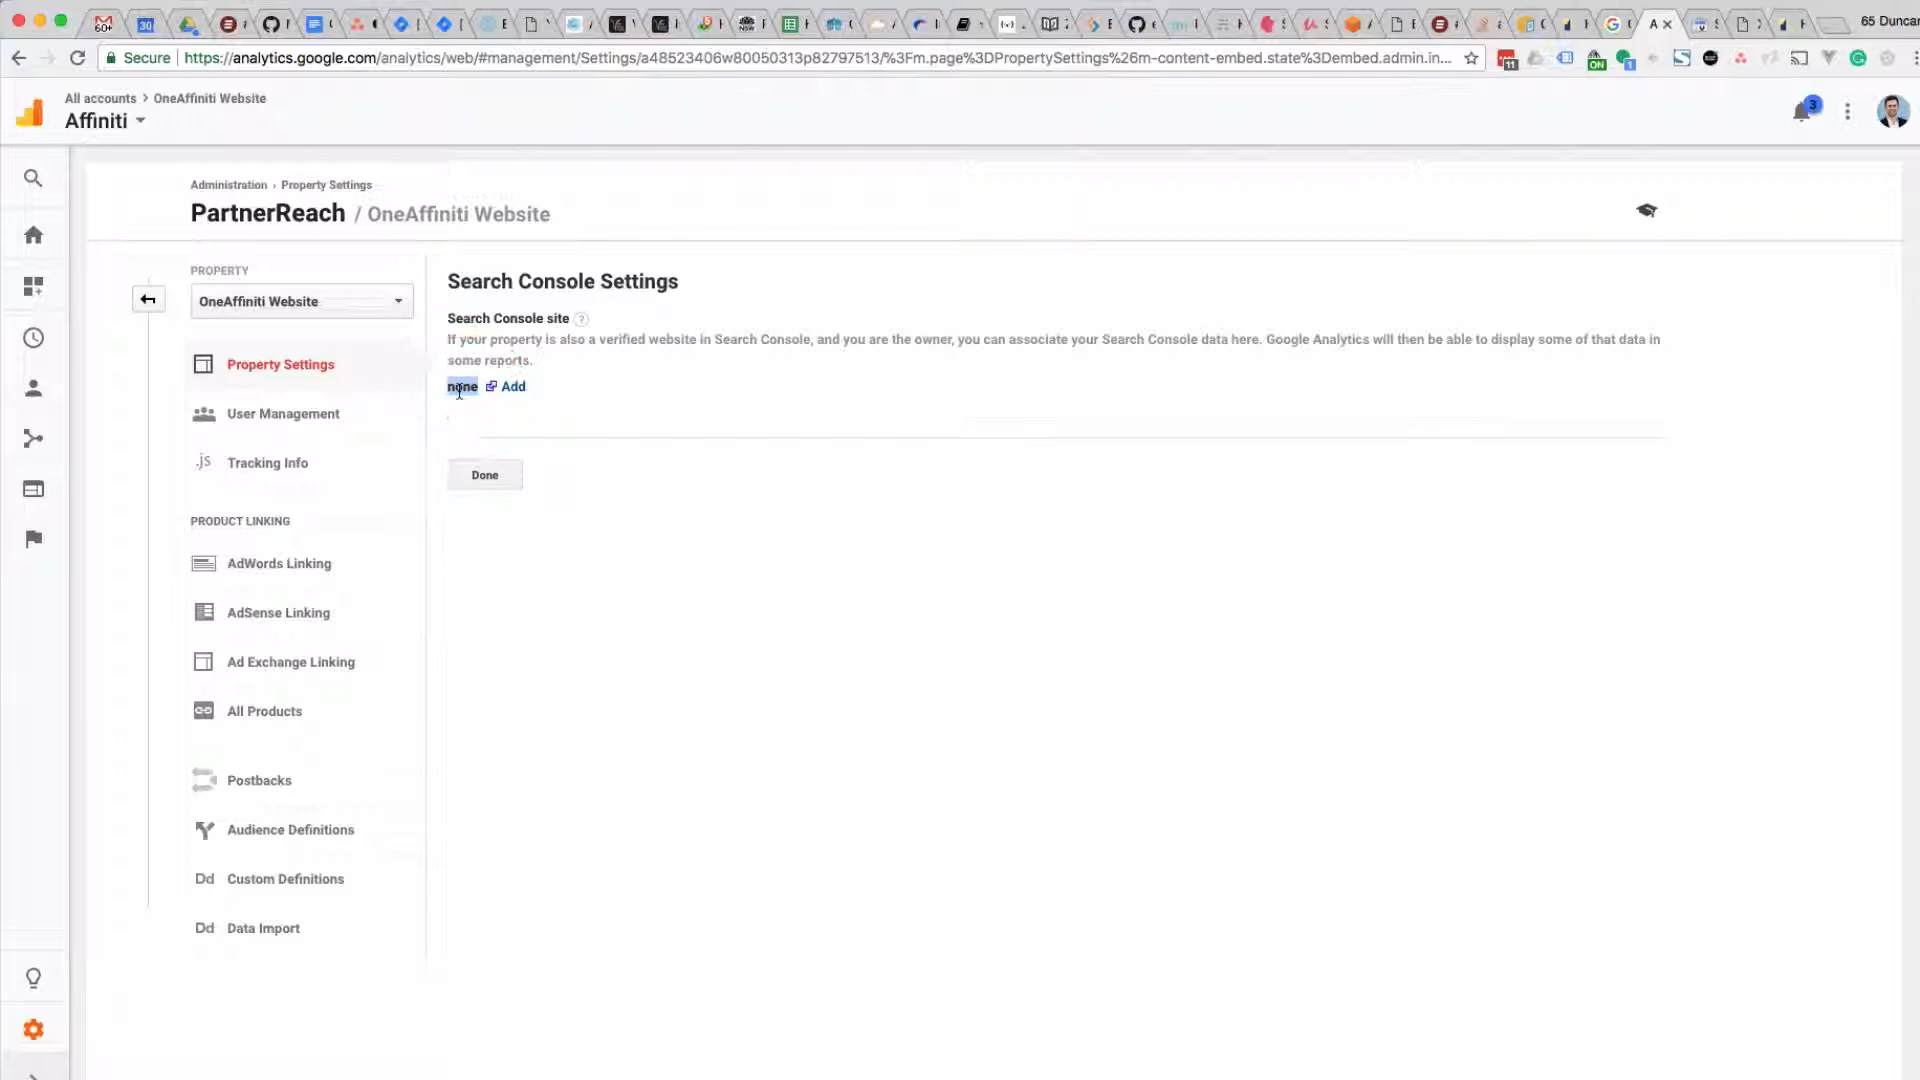 65 Duncan
Secure
https://analytics.google.com/analytics/web/#management/Settings/a48523406w80050313p82797513/%3Fm.page%3DPropertySettings%26m-content-embed.state%3Dembed.admin.in...
All accounts > OneAffiniti Website
Affiniti
3
Administration › Property Settings
PartnerReach / OneAffiniti Website
PROPERTY
OneAffiniti Website
Property Settings
User Management
.js Tracking Info
PRODUCT LINKING
AdWords Linking
AdSense Linking
Ad Exchange Linking
All Products
Postbacks
Audience Definitions
Dd Custom Definitions
Dd Data Import
Search Console Settings
Search Console site ?
If your property is also a verified website in Search Console, and you are the owner, you can associate your Search Console data here. Google Analytics will then be able to display some of that data in
some reports.
none Add
Done